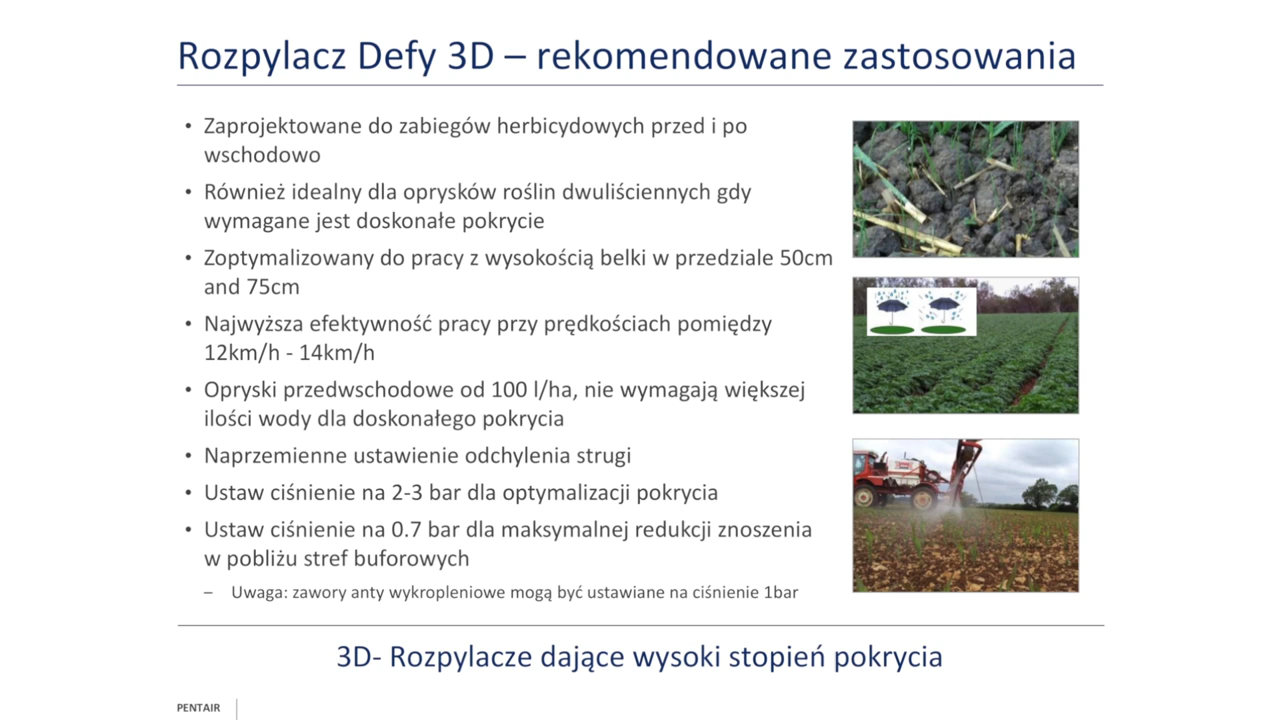 Rozpylacz Defy 3D – rekomendowane zastosowania
• Zaprojektowane do zabiegów herbicydowych przed i po
wschodowo
• Również idealny dla oprysków roślin dwuliściennych gdy
wymagane jest doskonałe pokrycie
• Zoptymalizowany do pracy z wysokością belki w przedziale 50cm
and 75cm
• Najwyższa efektywność pracy przy prędkościach pomiędzy
12km/h - 14km/h
• Opryski przedwschodowe od 100 l/ha, nie wymagają większej
ilości wody dla doskonałego pokrycia
• Naprzemienne ustawienie odchylenia strugi
• Ustaw ciśnienie na 2-3 bar dla optymalizacji pokrycia
• Ustaw ciśnienie na 0.7 bar dla maksymalnej redukcji znoszenia
w pobliżu stref buforowych
– Uwaga: zawory anty wykropleniowe mogą być ustawiane na ciśnienie 1bar
3D- Rozpylacze dające wysoki stopień pokrycia
PENTAIR